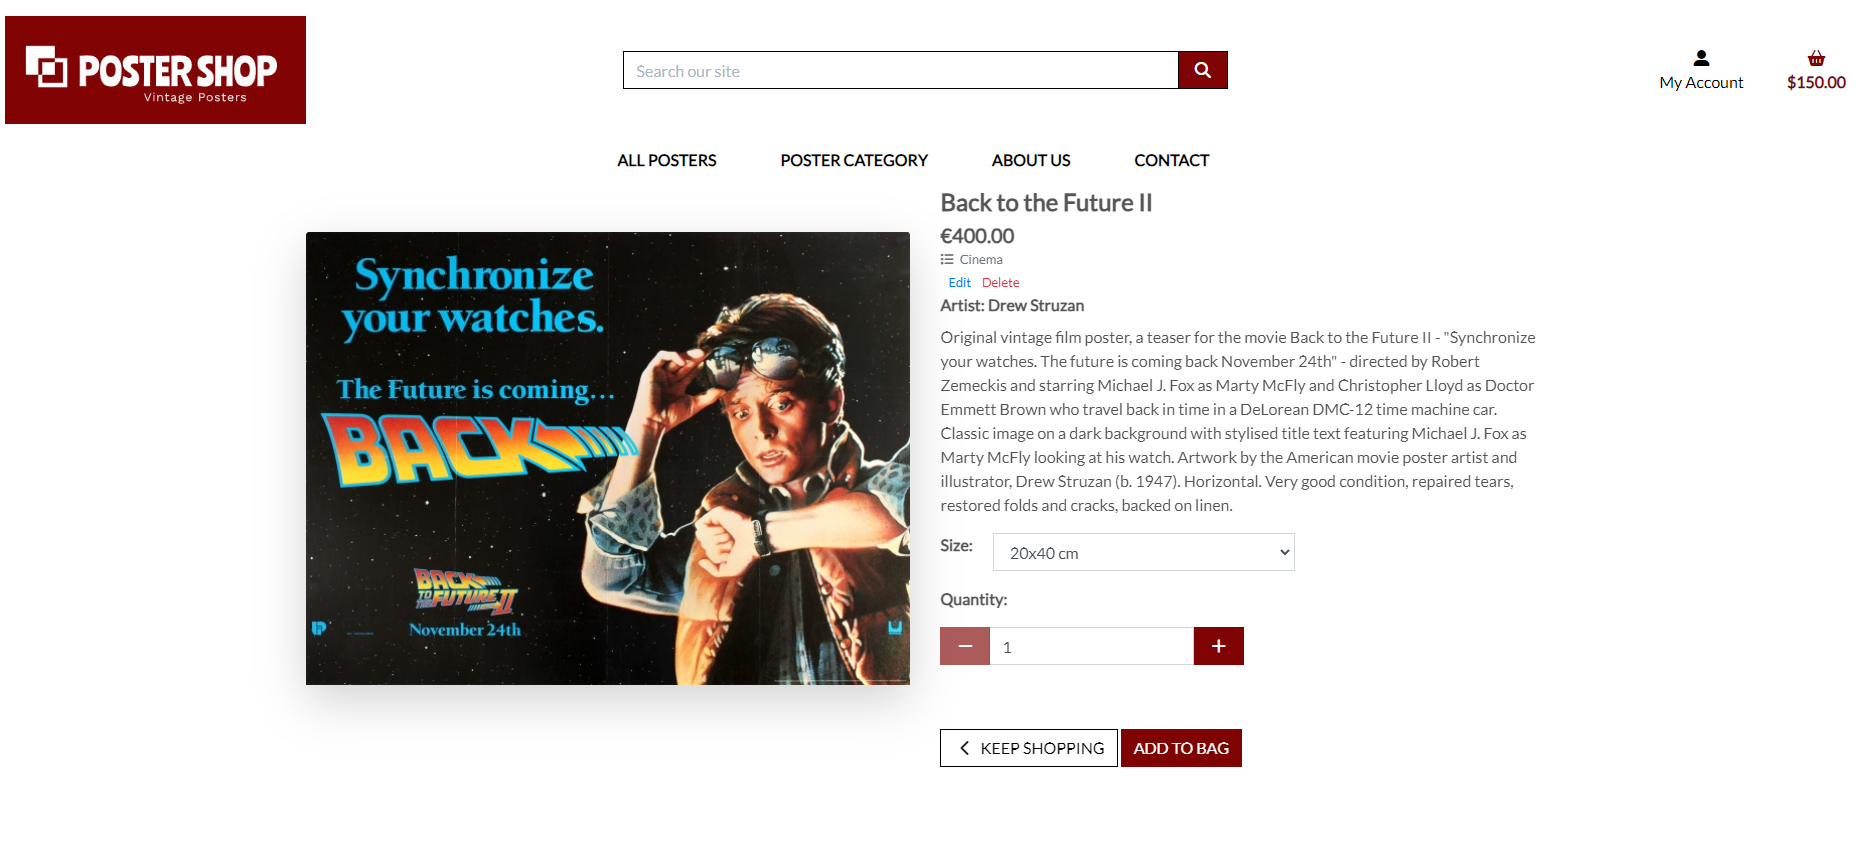 POSTER SHOP
Vintage Posters
Search our site
My Account
$150.00
ALL POSTERS
POSTER CATEGORY
ABOUT US
CONTACT
Synchronize
your watches.
The Future is coming...
BACK
BACK
TO THE FUTURE II
November 24th
Back to the Future II
€400.00
Cinema
Edit Delete
Artist: Drew Struzan
Original vintage film poster, a teaser for the movie Back to the Future II - "Synchronize
your watches. The future is coming back November 24th" - directed by Robert
Zemeckis and starring Michael J. Fox as Marty McFly and Christopher Lloyd as Doctor
Emmett Brown who travel back in time in a DeLorean DMC-12 time machine car.
Classic image on a dark background with stylised title text featuring Michael J. Fox as
Marty McFly looking at his watch. Artwork by the American movie poster artist and
illustrator, Drew Struzan (b. 1947). Horizontal. Very good condition, repaired tears,
restored folds and cracks, backed on linen.
Size: 20x40 cm
Quantity:
1
KEEP SHOPPING
ADD TO BAG